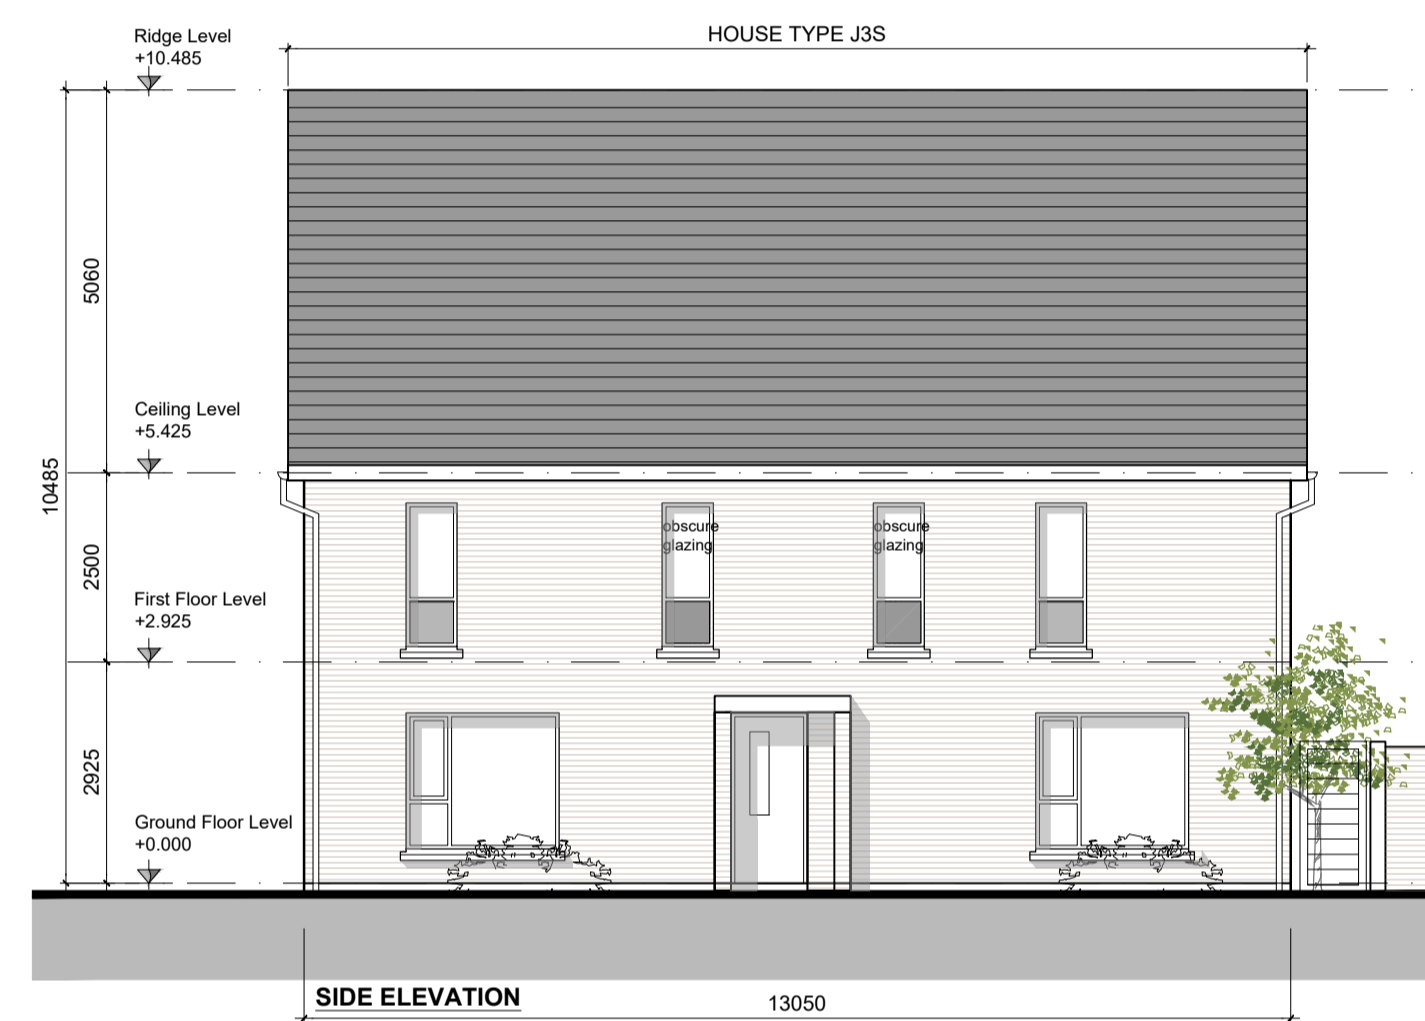 HOUSE TYPE J3S
Ridge Level
+10.485
5060
Ceiling Level
+5.425
10485
obscure
glazing
obscure
glazing
2500
First Floor Level
+2.925
2925
Ground Floor Level
+0.000
SIDE ELEVATION
13050